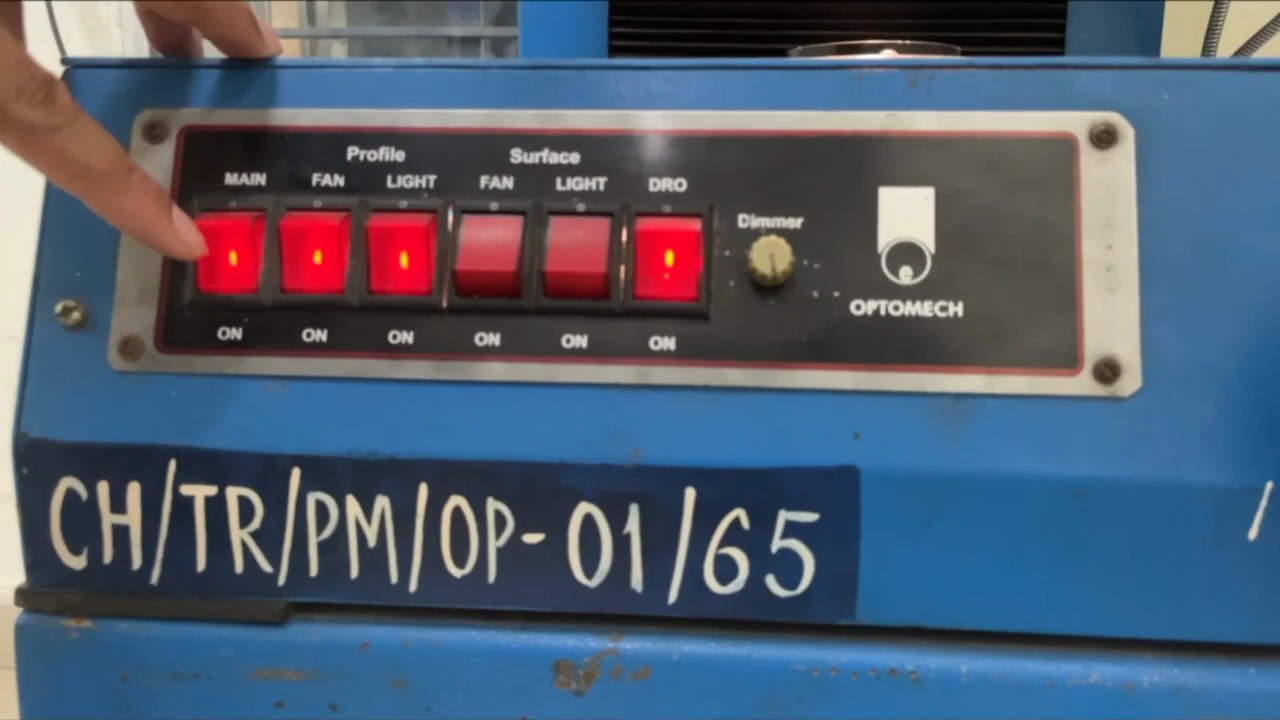 Profile Surface
MAIN FAN LIGHT FAN LIGHT DRO
Dimmer
e
OPTOMECH
ON ON ON ON ON ON
CH/TR/PM/OP-01/65
/